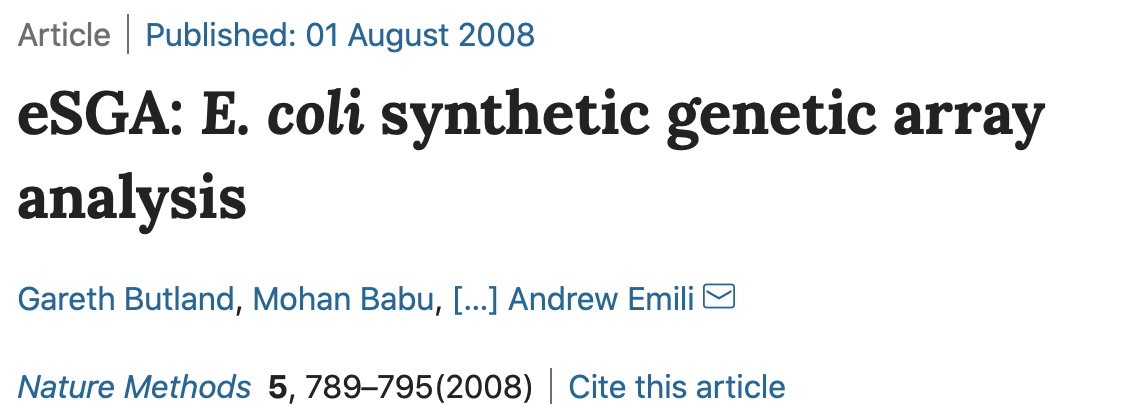 Article | Published: 01 August 2008
eSGA: E. coli synthetic genetic array
analysis
Gareth Butland, Mohan Babu, [...] Andrew Emili
Nature Methods 5, 789–795(2008) | Cite this article